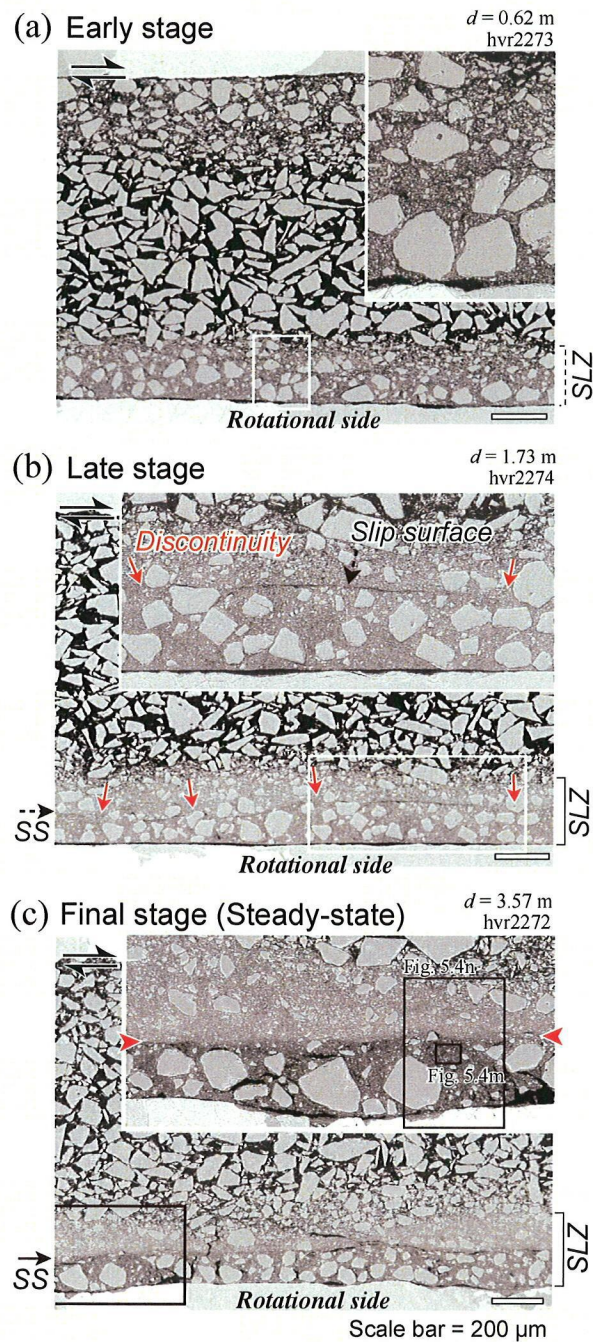 (a) Early stage
d = 0.62 m
hvr2273
SLZ
Rotational side
(b) Late stage
d = 1.73 m
hvr2274
Discontinuity
Slip surface
SS
SLZ
Rotational side
(c) Final stage (Steady-state)
d = 3.57 m
hvr2272
Fig. 5.4n
Fig. 5.4m
SS
SLZ
Rotational side
Scale bar = 200 µm